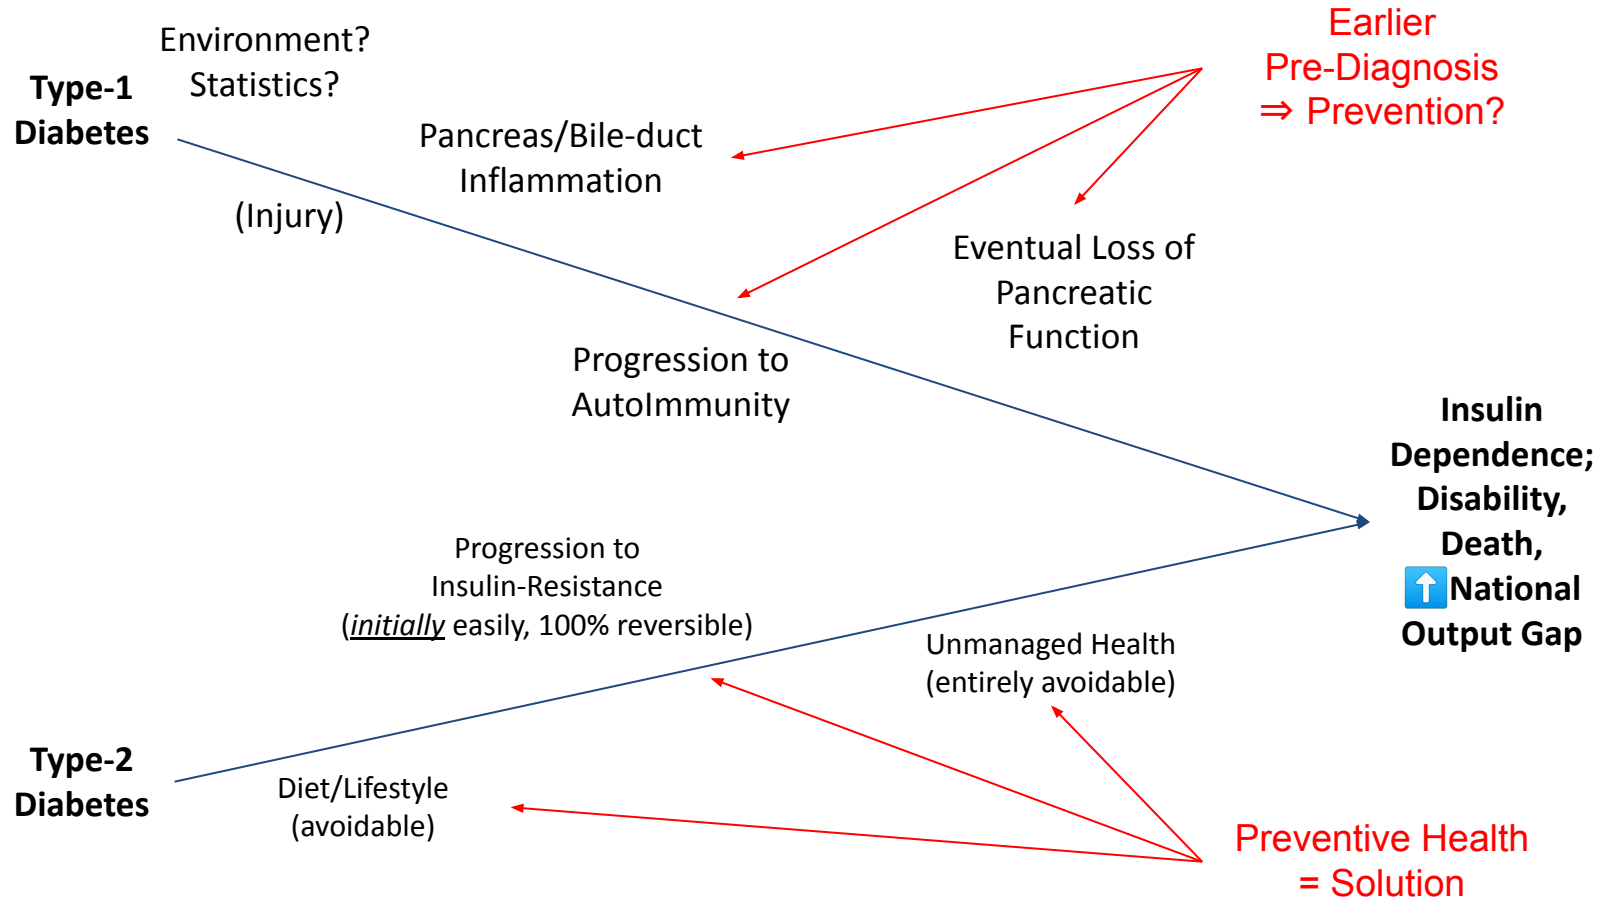 Environment?
Statistics?
Type-1
Diabetes
(Injury)
Pancreas/Bile-duct
Inflammation
Progression to
AutoImmunity
Eventual Loss of
Pancreatic
Function
Earlier
Pre-Diagnosis
⇒ Prevention?
Insulin
Dependence;
Disability,
Death,
⬆️National
Output Gap
Progression to
Insulin-Resistance
(initially easily, 100% reversible)
Unmanaged Health
(entirely avoidable)
Type-2
Diabetes
Diet/Lifestyle
(avoidable)
Preventive Health
= Solution